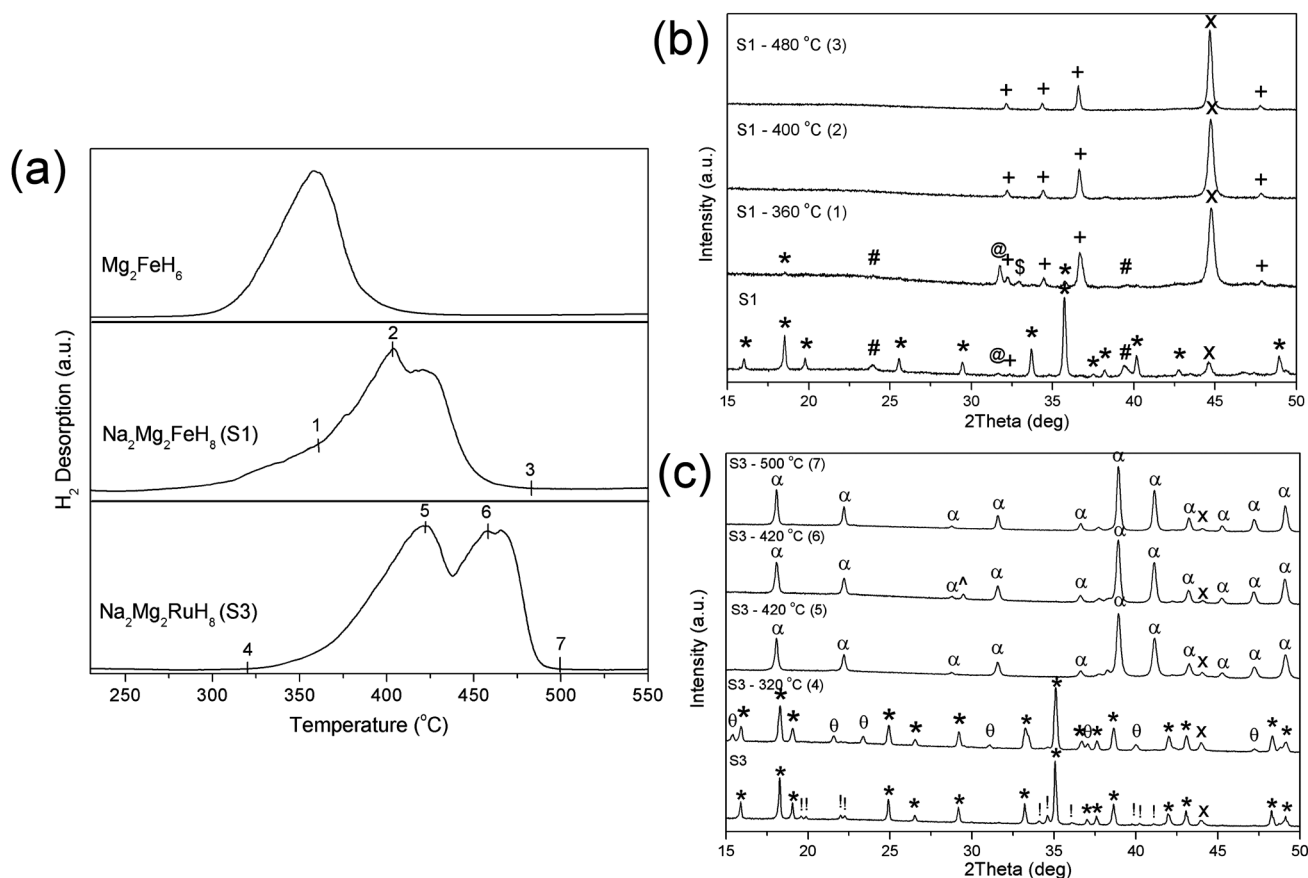 (a)
Mg₂FeH₆
2
1
3
Na₂Mg₂FeH₈ (S1)
5 6
4 7
Na₂Mg₂RuH₈ (S3)
H₂ Desorption (a.u.)
250 300 350 400 450 500 550
Temperature (°C)
(b)
S1 - 480 °C (3)
+ + + x +
S1 - 400 °C (2)
+ + + x +
S1 - 360 °C (1)
* # @ + $ + * + # x +
S1
* * * # * * @ + * * * * # * * x *
Intensity (a.u.)
15 20 25 30 35 40 45 50
2Theta (deg)
(c)
S3 - 500 °C (7)
α α α α α α α α x α α α
S3 - 420 °C (6)
α α α ^ α α α α α x α α α
S3 - 420 °C (5)
α α α α α α α α x α α α
S3 - 320 °C (4)
θ * * * θ θ * * * θ * * * θ * * θ * * x θ * *
S3
* * * !! !! * * * * ! ! * ! * * * !! ! * * x * *
Intensity (a.u.)
15 20 25 30 35 40 45 50
2Theta (deg)